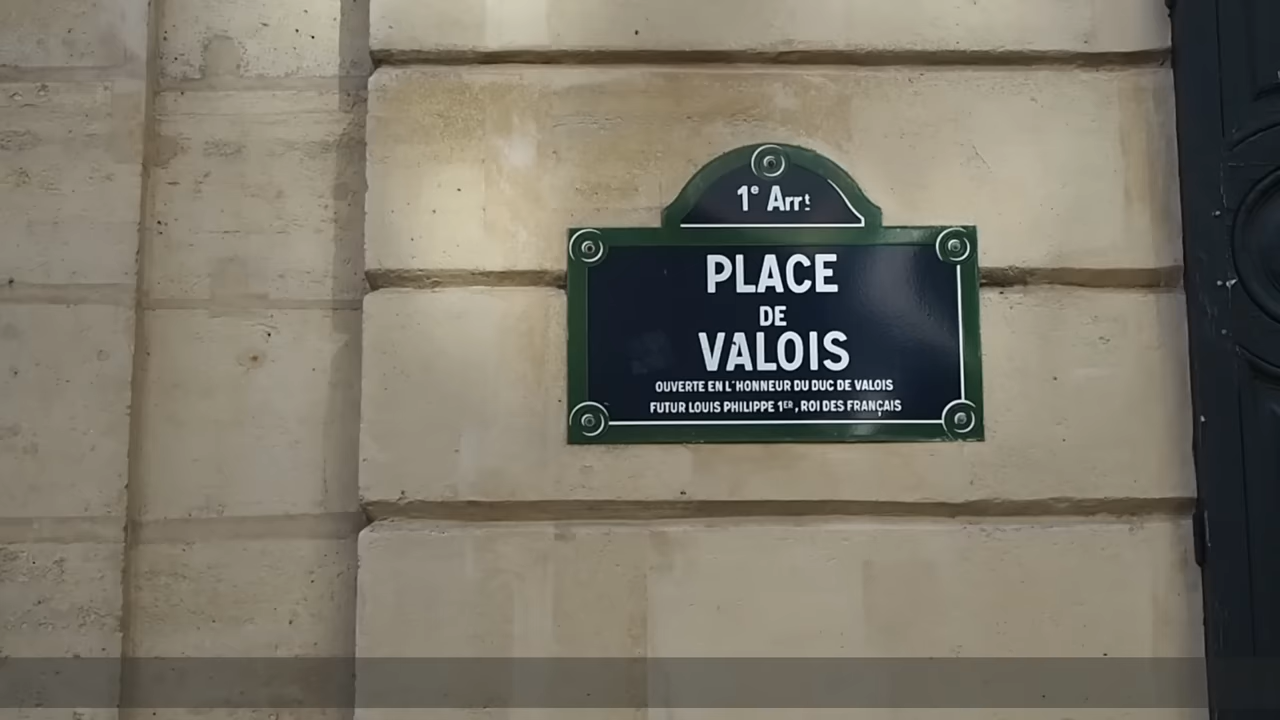 1e Arrt
PLACE
DE
VALOIS
OUVERTE EN L'HONNEUR DU DUC DE VALOIS
FUTUR LOUIS PHILIPPE 1ER, ROI DES FRANÇAIS